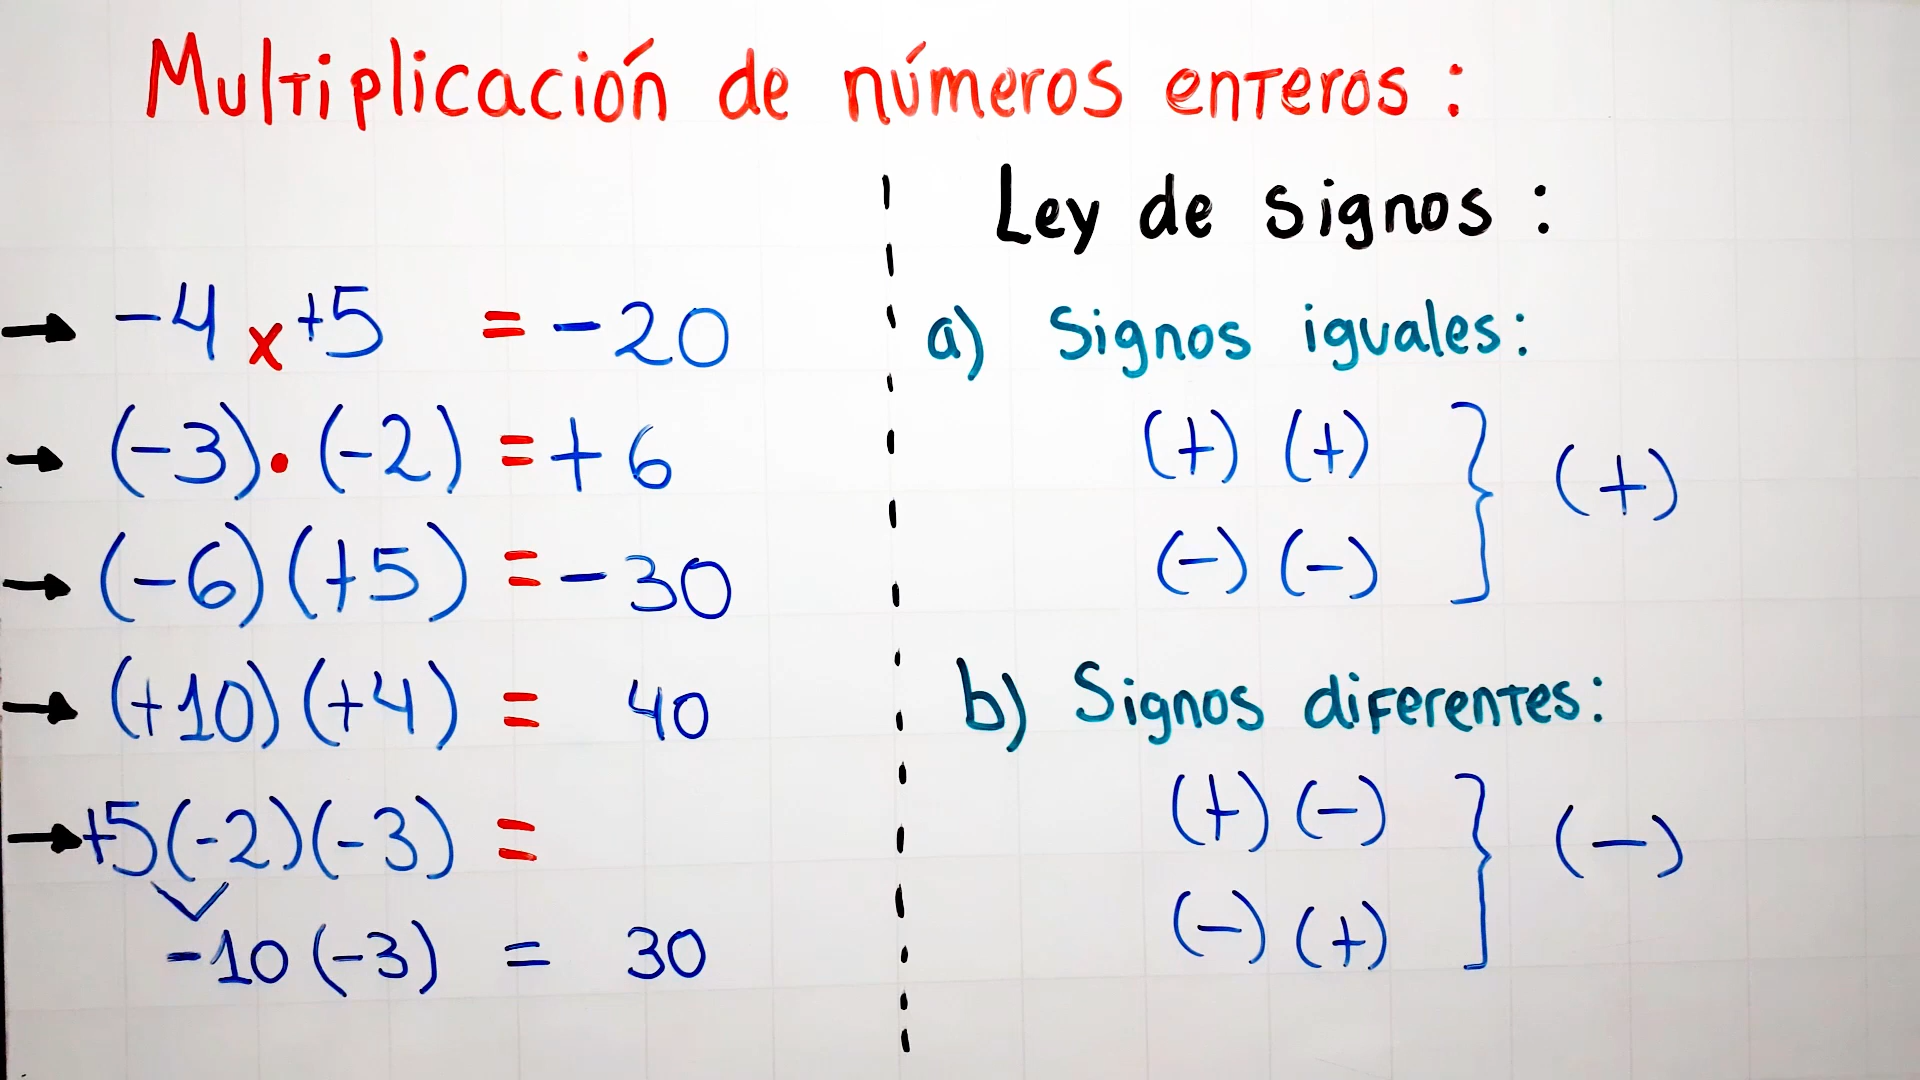 Multiplicación de números enteros:
→ -4 x +5 = -20
→ (-3) · (-2) = + 6
→ (-6) (+5) = - 30
→ (+10) (+4) = 40
→ +5 (-2) (-3) =
-10 (-3) = 30
Ley de signos:
a) Signos iguales:
(+) (+)
(-) (-)
} (+)
b) Signos diferentes:
(+) (-)
(-) (+)
} (-)